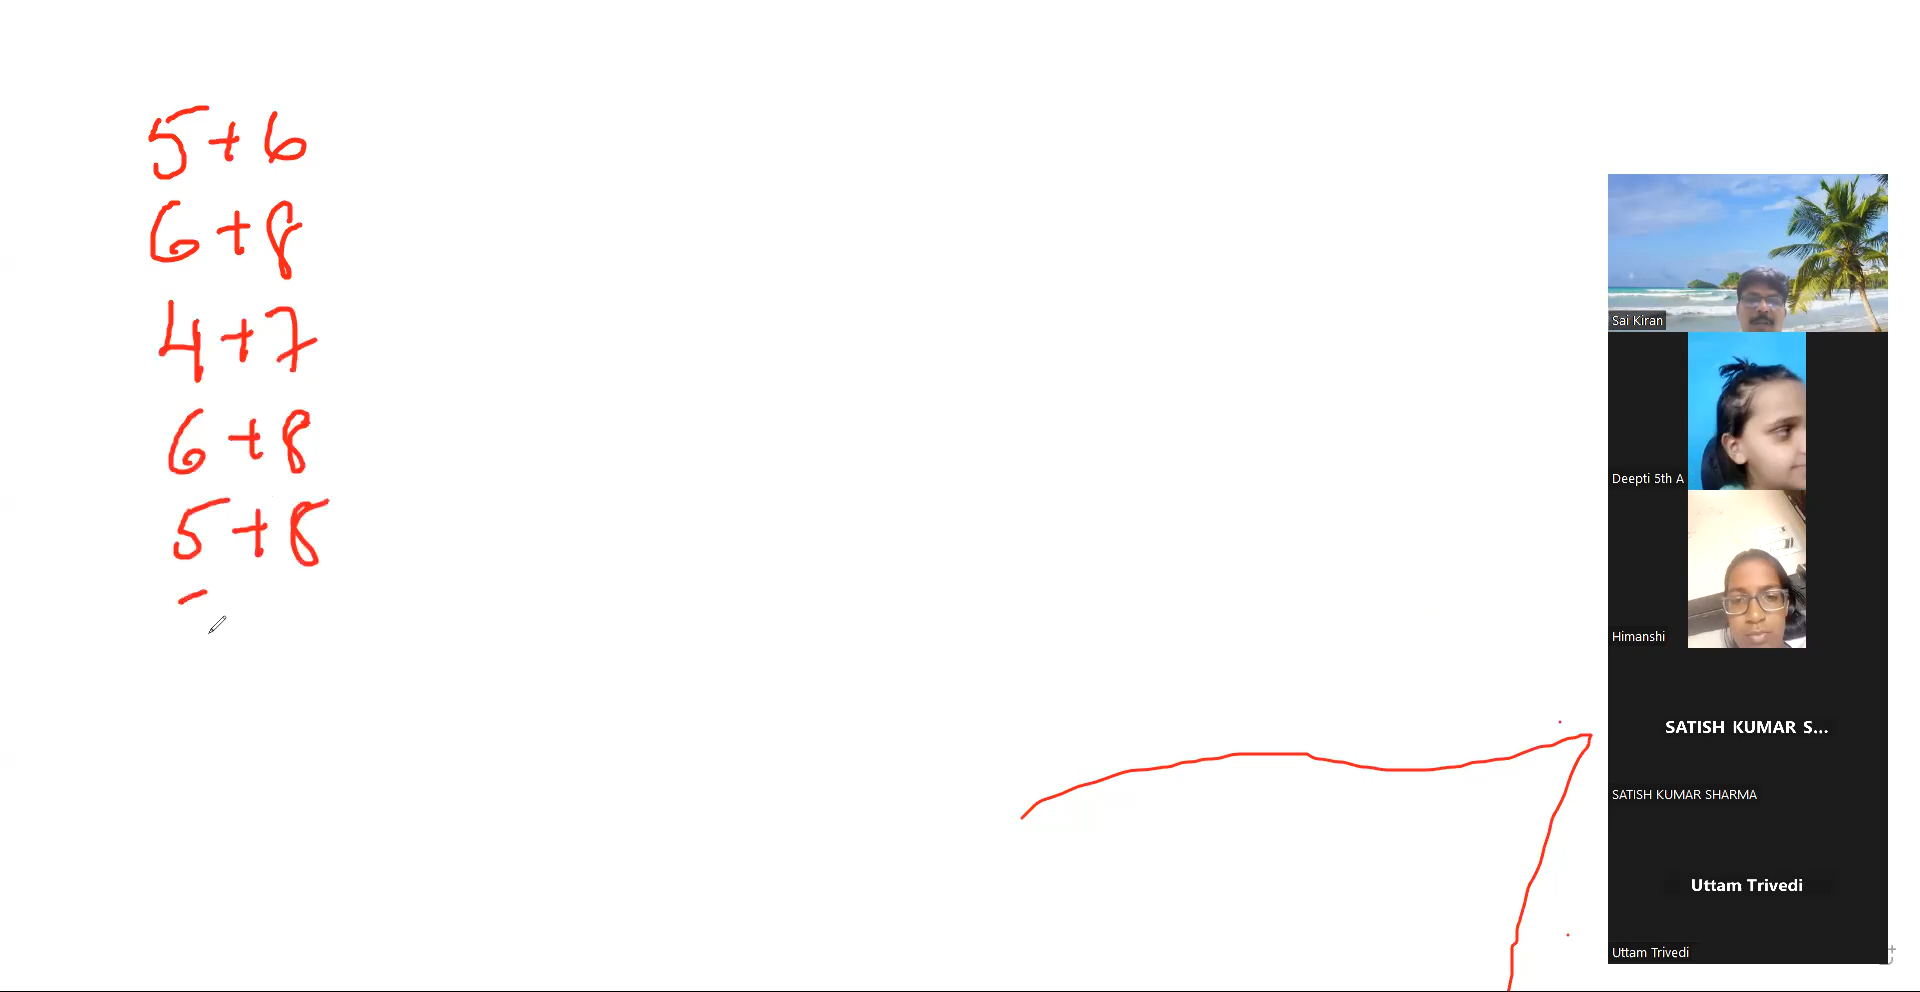 5+6
6+8
4+7
6+8
5+8
Sai Kiran
Deepti 5th A
Himanshi
SATISH KUMAR S...
SATISH KUMAR SHARMA
Uttam Trivedi
Uttam Trivedi